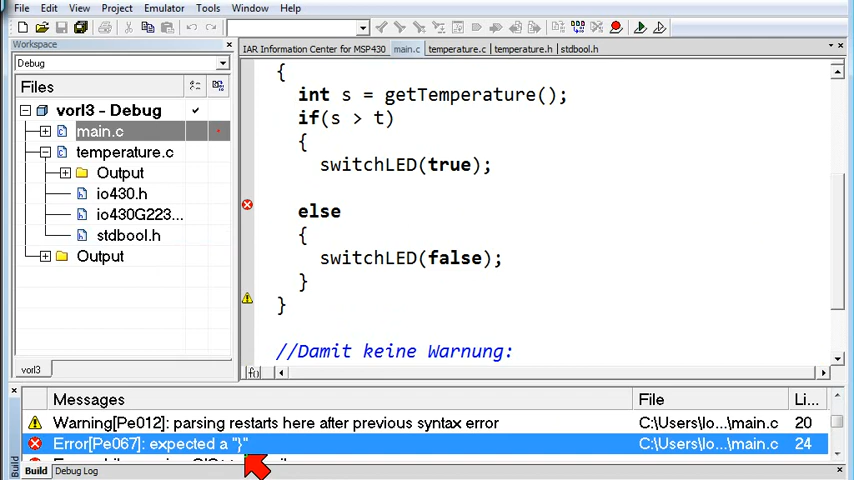 File Edit View Project Emulator Tools Window Help
Workspace
Debug
Files
vorl3 - Debug
main.c
temperature.c
Output
io430.h
io430G223...
stdbool.h
Output
vorl3
IAR Information Center for MSP430 main.c temperature.c temperature.h stdbool.h
{
int s = getTemperature();
if(s > t)
{
switchLED(true);
else
{
switchLED(false);
}
}
//Damit keine Warnung:
f()
Messages File Li...
Warning[Pe012]: parsing restarts here after previous syntax error C:\Users\lo...\main.c 20
Error[Pe067]: expected a "}" C:\Users\lo...\main.c 24
Build
Build Debug Log